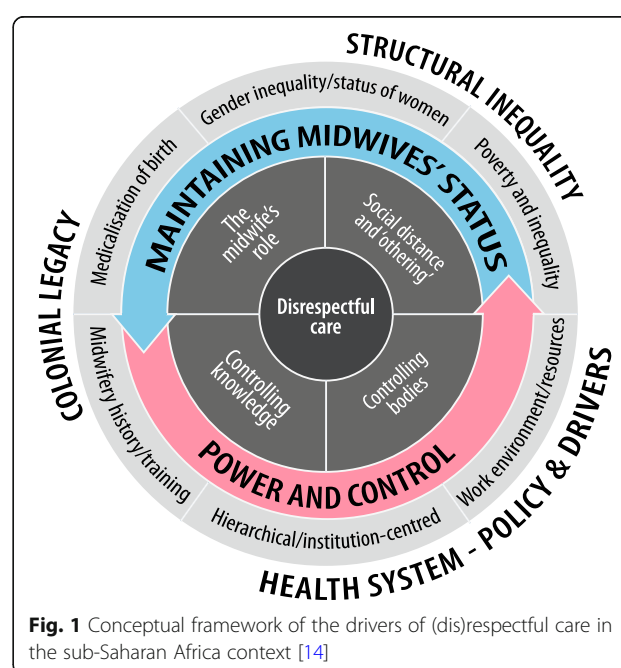 STRUCTURAL INEQUALITY
Gender inequality/status of women
Poverty and inequality
Medicalisation of birth
COLONIAL LEGACY
MAINTAINING MIDWIVES' STATUS
The
midwife's
role
Social distance
and 'othering'
Disrespectful
care
Controlling
knowledge
Controlling
bodies
POWER AND CONTROL
Midwifery history/training
Hierarchical/institution-centred
Work environment/resources
HEALTH SYSTEM - POLICY & DRIVERS
Fig. 1 Conceptual framework of the drivers of (dis)respectful care in
the sub-Saharan Africa context [14]